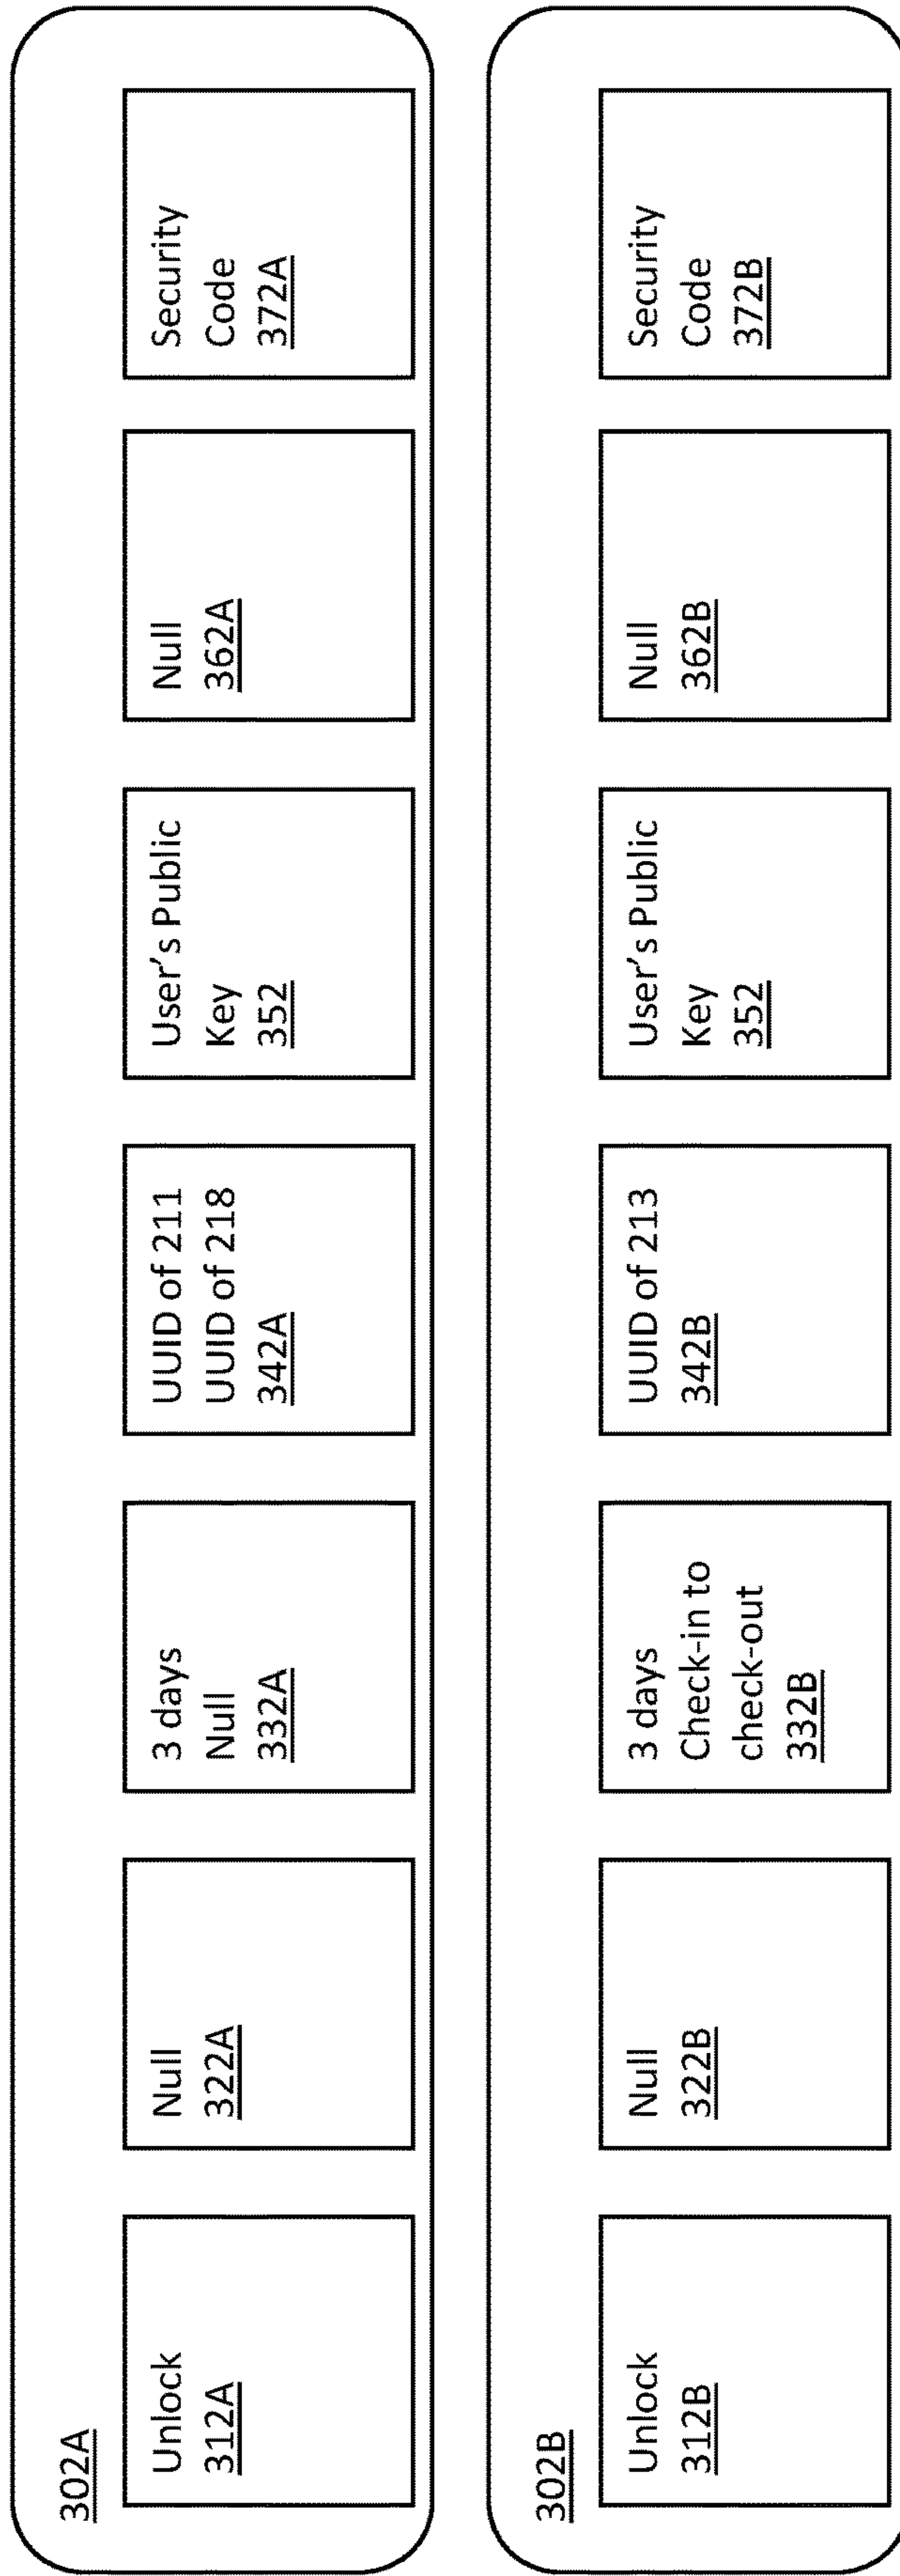 302A
Unlock
312A
Null
322A
3 days
Null
332A
UUID of 211
UUID of 218
342A
User's Public
Key
352
Null
362A
Security
Code
372A
302B
Unlock
312B
Null
322B
3 days
Check-in to
check-out
332B
UUID of 213
342B
User's Public
Key
352
Null
362B
Security
Code
372B